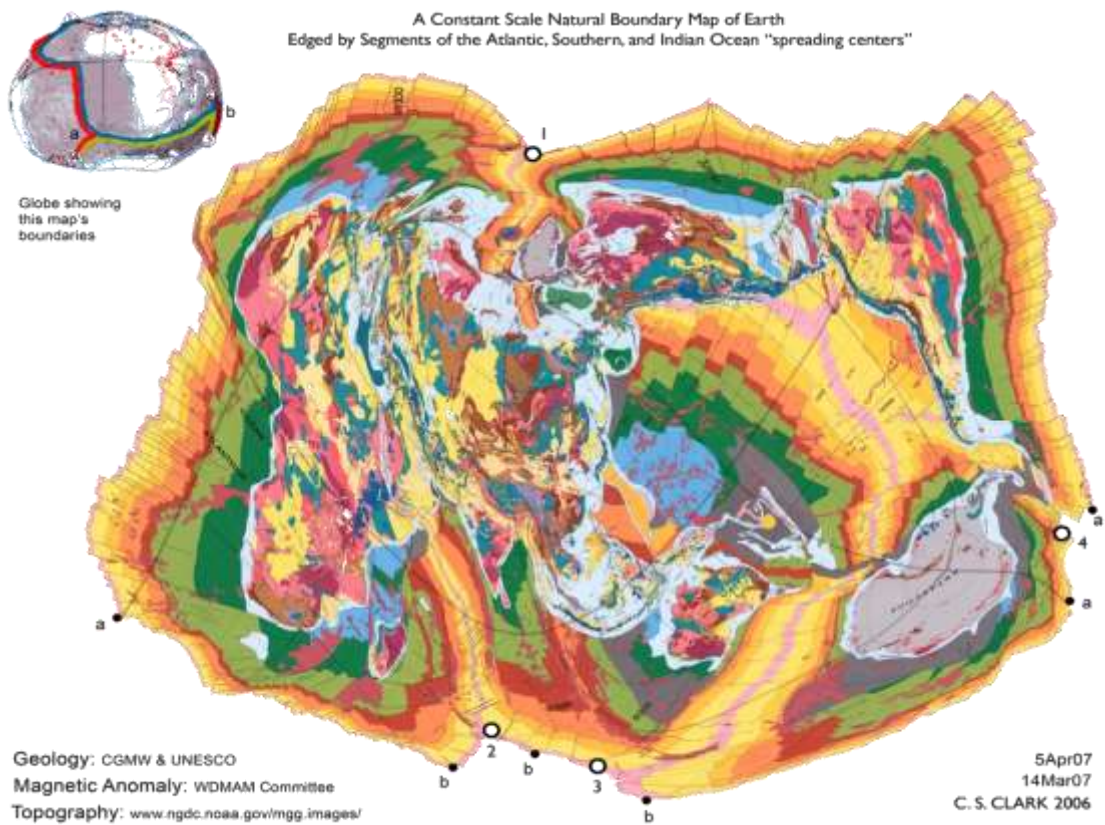 A Constant Scale Natural Boundary Map of Earth
Edged by Segments of the Atlantic, Southern, and Indian Ocean “spreading centers”
a
b
Globe showing
this map's
boundaries
1
a
4
a
a
2
b
b
3
b
Geology: CGMW & UNESCO
Magnetic Anomaly: WDMAM Committee
Topography: www.ngdc.noaa.gov/mgg.images/
5Apr07
14Mar07
C. S. CLARK 2006